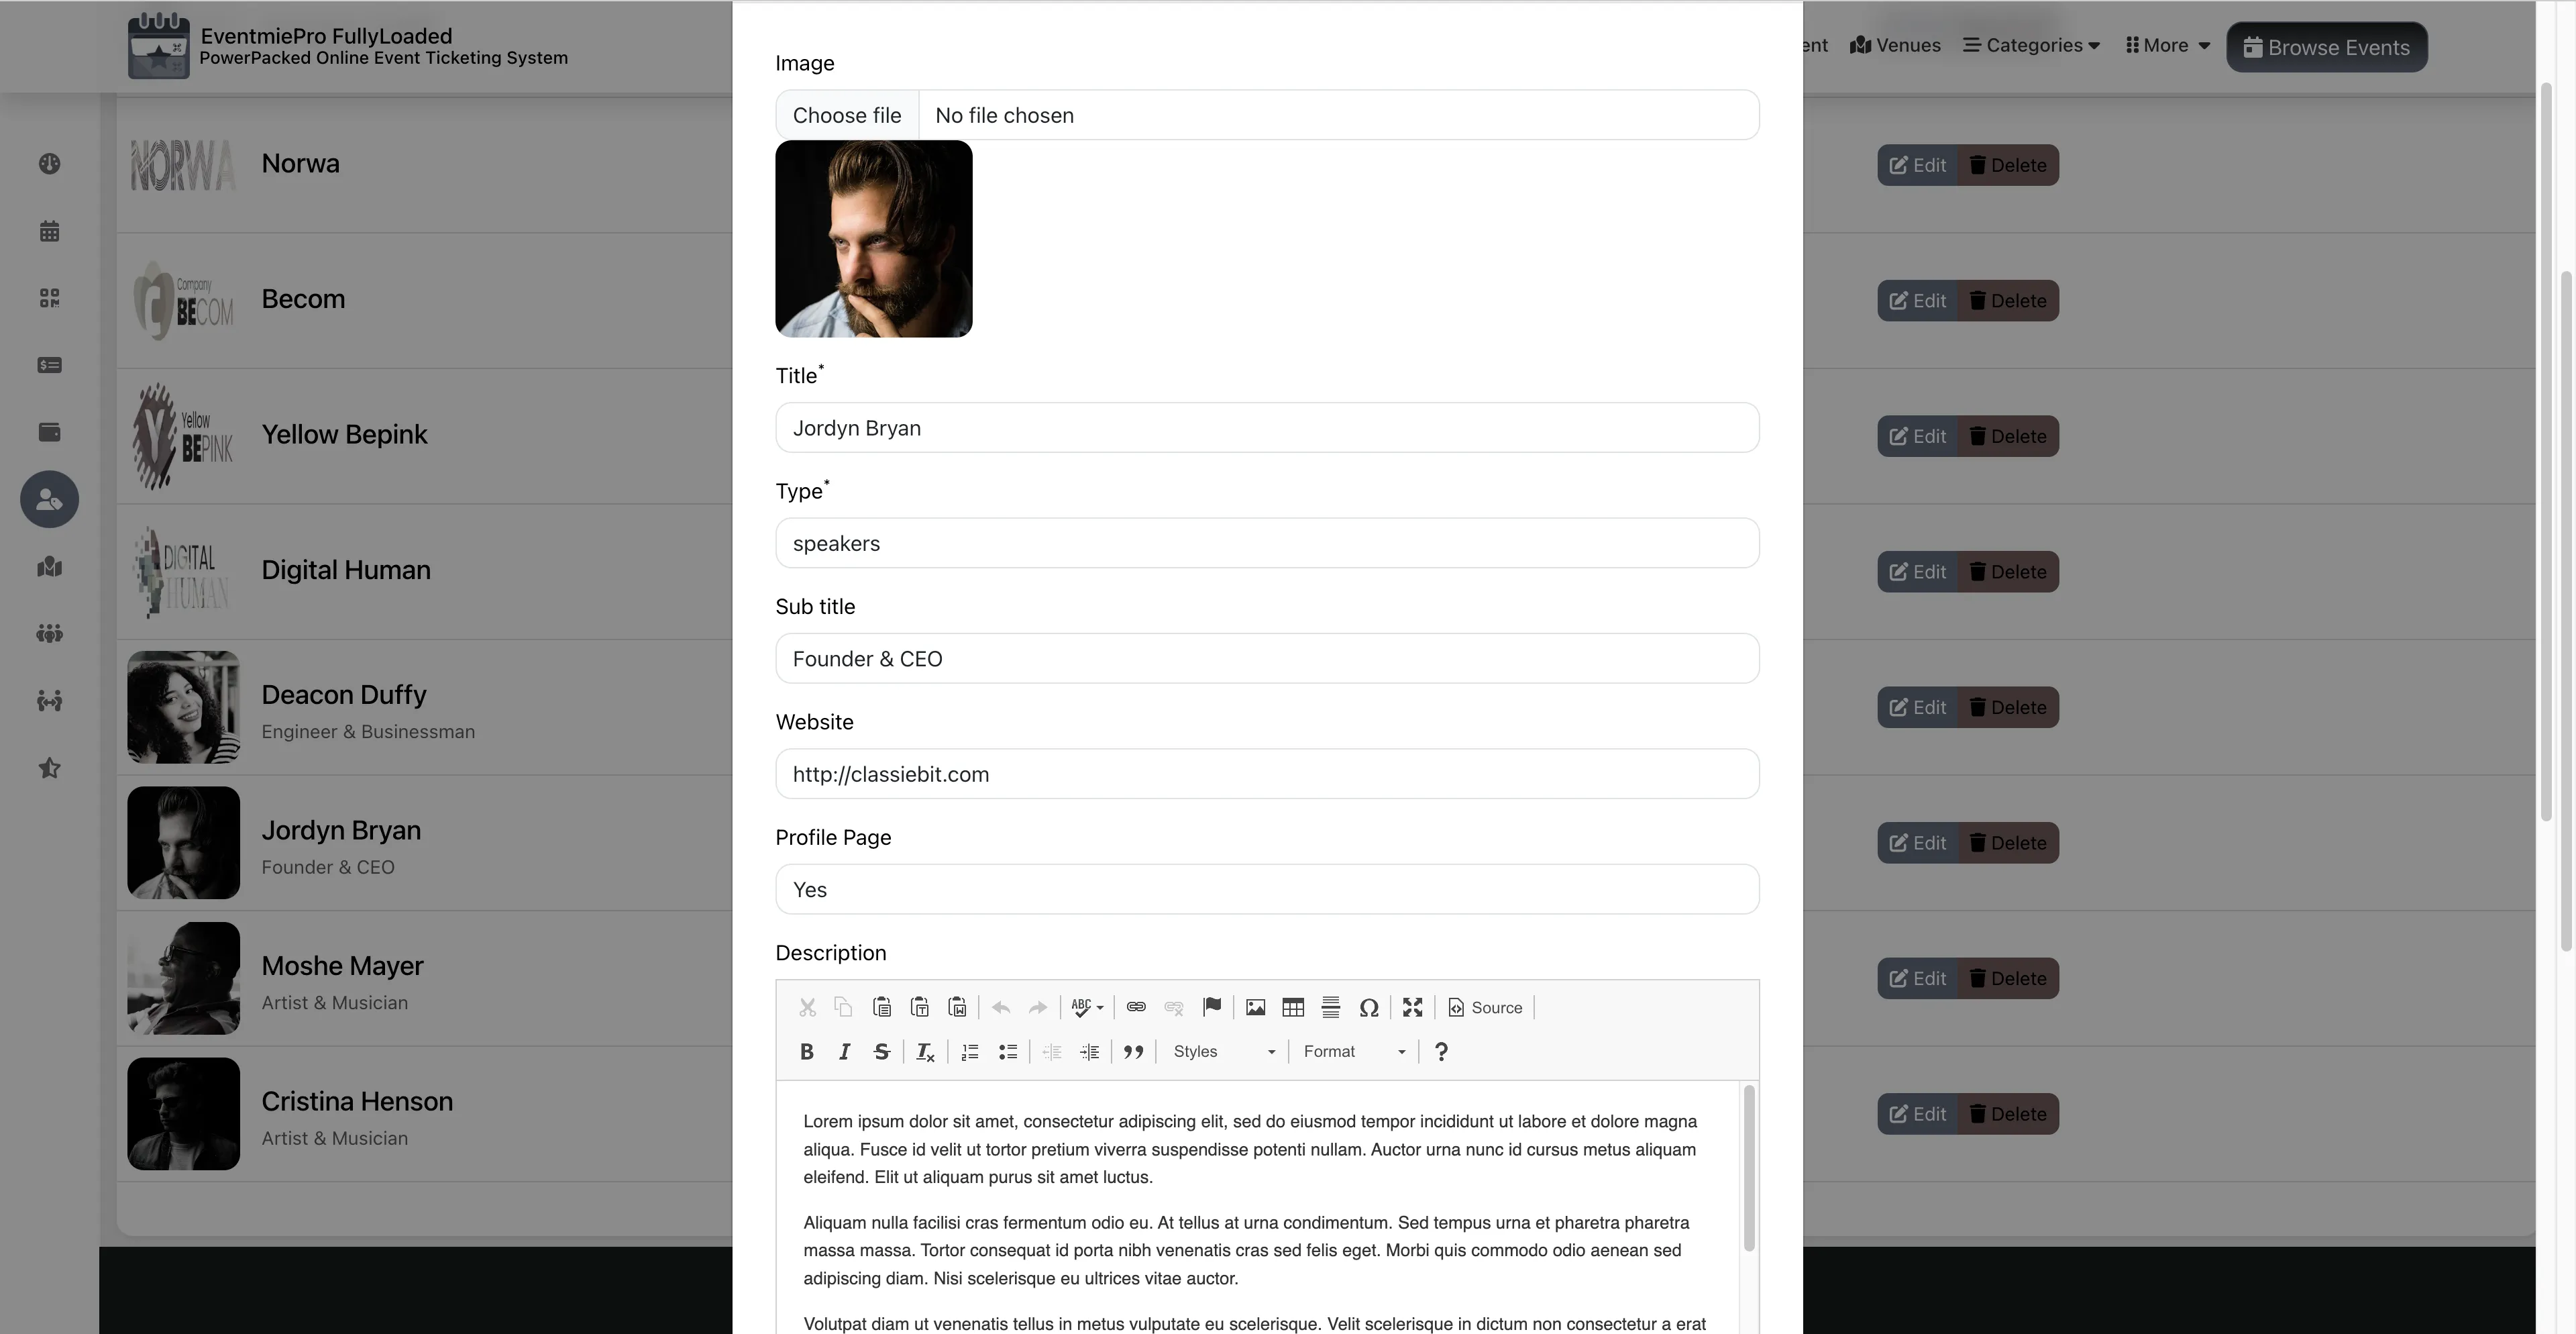 EventmiePro FullyLoaded
PowerPacked Online Event Ticketing System
ent
Venues
Categories
More
Browse Events
NORWA
Norwa
Edit
Delete
Company
BECOM
Becom
Edit
Delete
Yellow
BEPINK
Yellow Bepink
Edit
Delete
DIGITAL
HUMAN
Digital Human
Edit
Delete
Deacon Duffy
Engineer & Businessman
Edit
Delete
Jordyn Bryan
Founder & CEO
Edit
Delete
Moshe Mayer
Artist & Musician
Edit
Delete
Cristina Henson
Artist & Musician
Edit
Delete
Image
Choose file
No file chosen
Title*
Jordyn Bryan
Type*
speakers
Sub title
Founder & CEO
Website
http://classiebit.com
Profile Page
Yes
Description
ABC
Source
B I S
Styles
Format
?
Lorem ipsum dolor sit amet, consectetur adipiscing elit, sed do eiusmod tempor incididunt ut labore et dolore magna
aliqua. Fusce id velit ut tortor pretium viverra suspendisse potenti nullam. Auctor urna nunc id cursus metus aliquam
eleifend. Elit ut aliquam purus sit amet luctus.
Aliquam nulla facilisi cras fermentum odio eu. At tellus at urna condimentum. Sed tempus urna et pharetra pharetra
massa massa. Tortor consequat id porta nibh venenatis cras sed felis eget. Morbi quis commodo odio aenean sed
adipiscing diam. Nisi scelerisque eu ultrices vitae auctor.
Volutpat diam ut venenatis tellus in metus vulputate eu scelerisque. Velit scelerisque in dictum non consectetur a erat